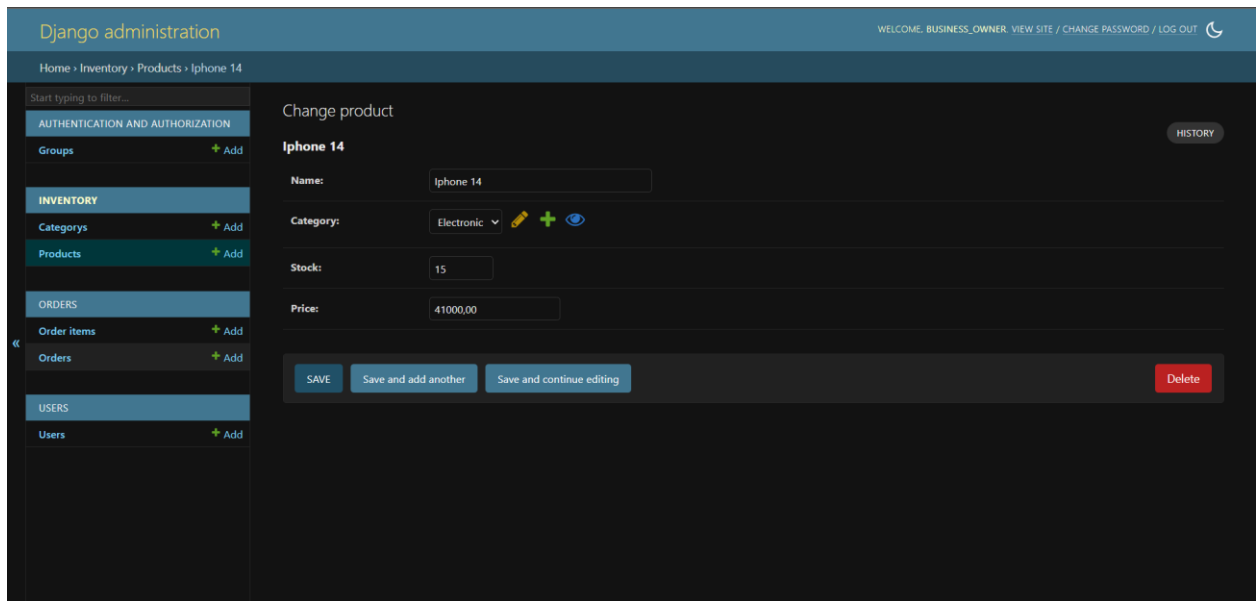 Django administration
WELCOME, BUSINESS_OWNER. VIEW SITE / CHANGE PASSWORD / LOG OUT
Home › Inventory › Products › Iphone 14
Start typing to filter...
AUTHENTICATION AND AUTHORIZATION
Groups + Add
INVENTORY
Categorys + Add
Products + Add
ORDERS
Order items + Add
Orders + Add
USERS
Users + Add
«
Change product
HISTORY
Iphone 14
Name: Iphone 14
Category: Electronic
Stock: 15
Price: 41000,00
SAVE Save and add another Save and continue editing Delete